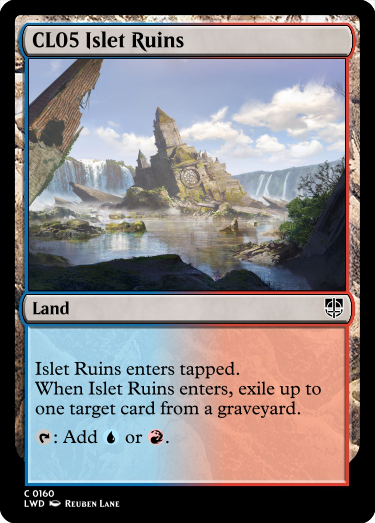 CL05 Islet Ruins
Land
Islet Ruins enters tapped.
When Islet Ruins enters, exile up to
one target card from a graveyard.
: Add or .
C 0160
LWD Reuben Lane